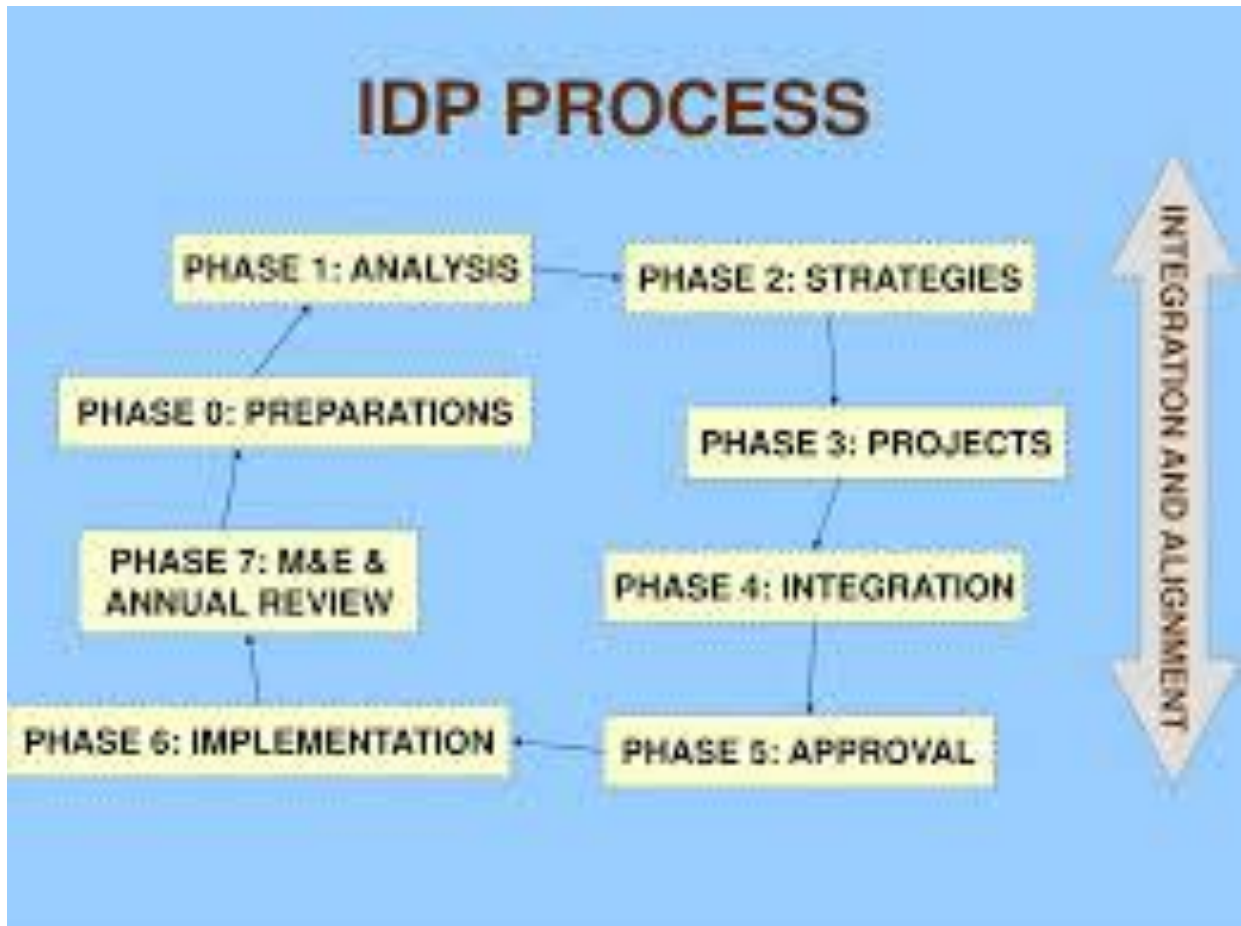 IDP PROCESS
PHASE 1: ANALYSIS
PHASE 2: STRATEGIES
PHASE 0: PREPARATIONS
PHASE 3: PROJECTS
PHASE 7: M&E &
ANNUAL REVIEW
PHASE 4: INTEGRATION
PHASE 6: IMPLEMENTATION
PHASE 5: APPROVAL
INTEGRATION AND ALIGNMENT